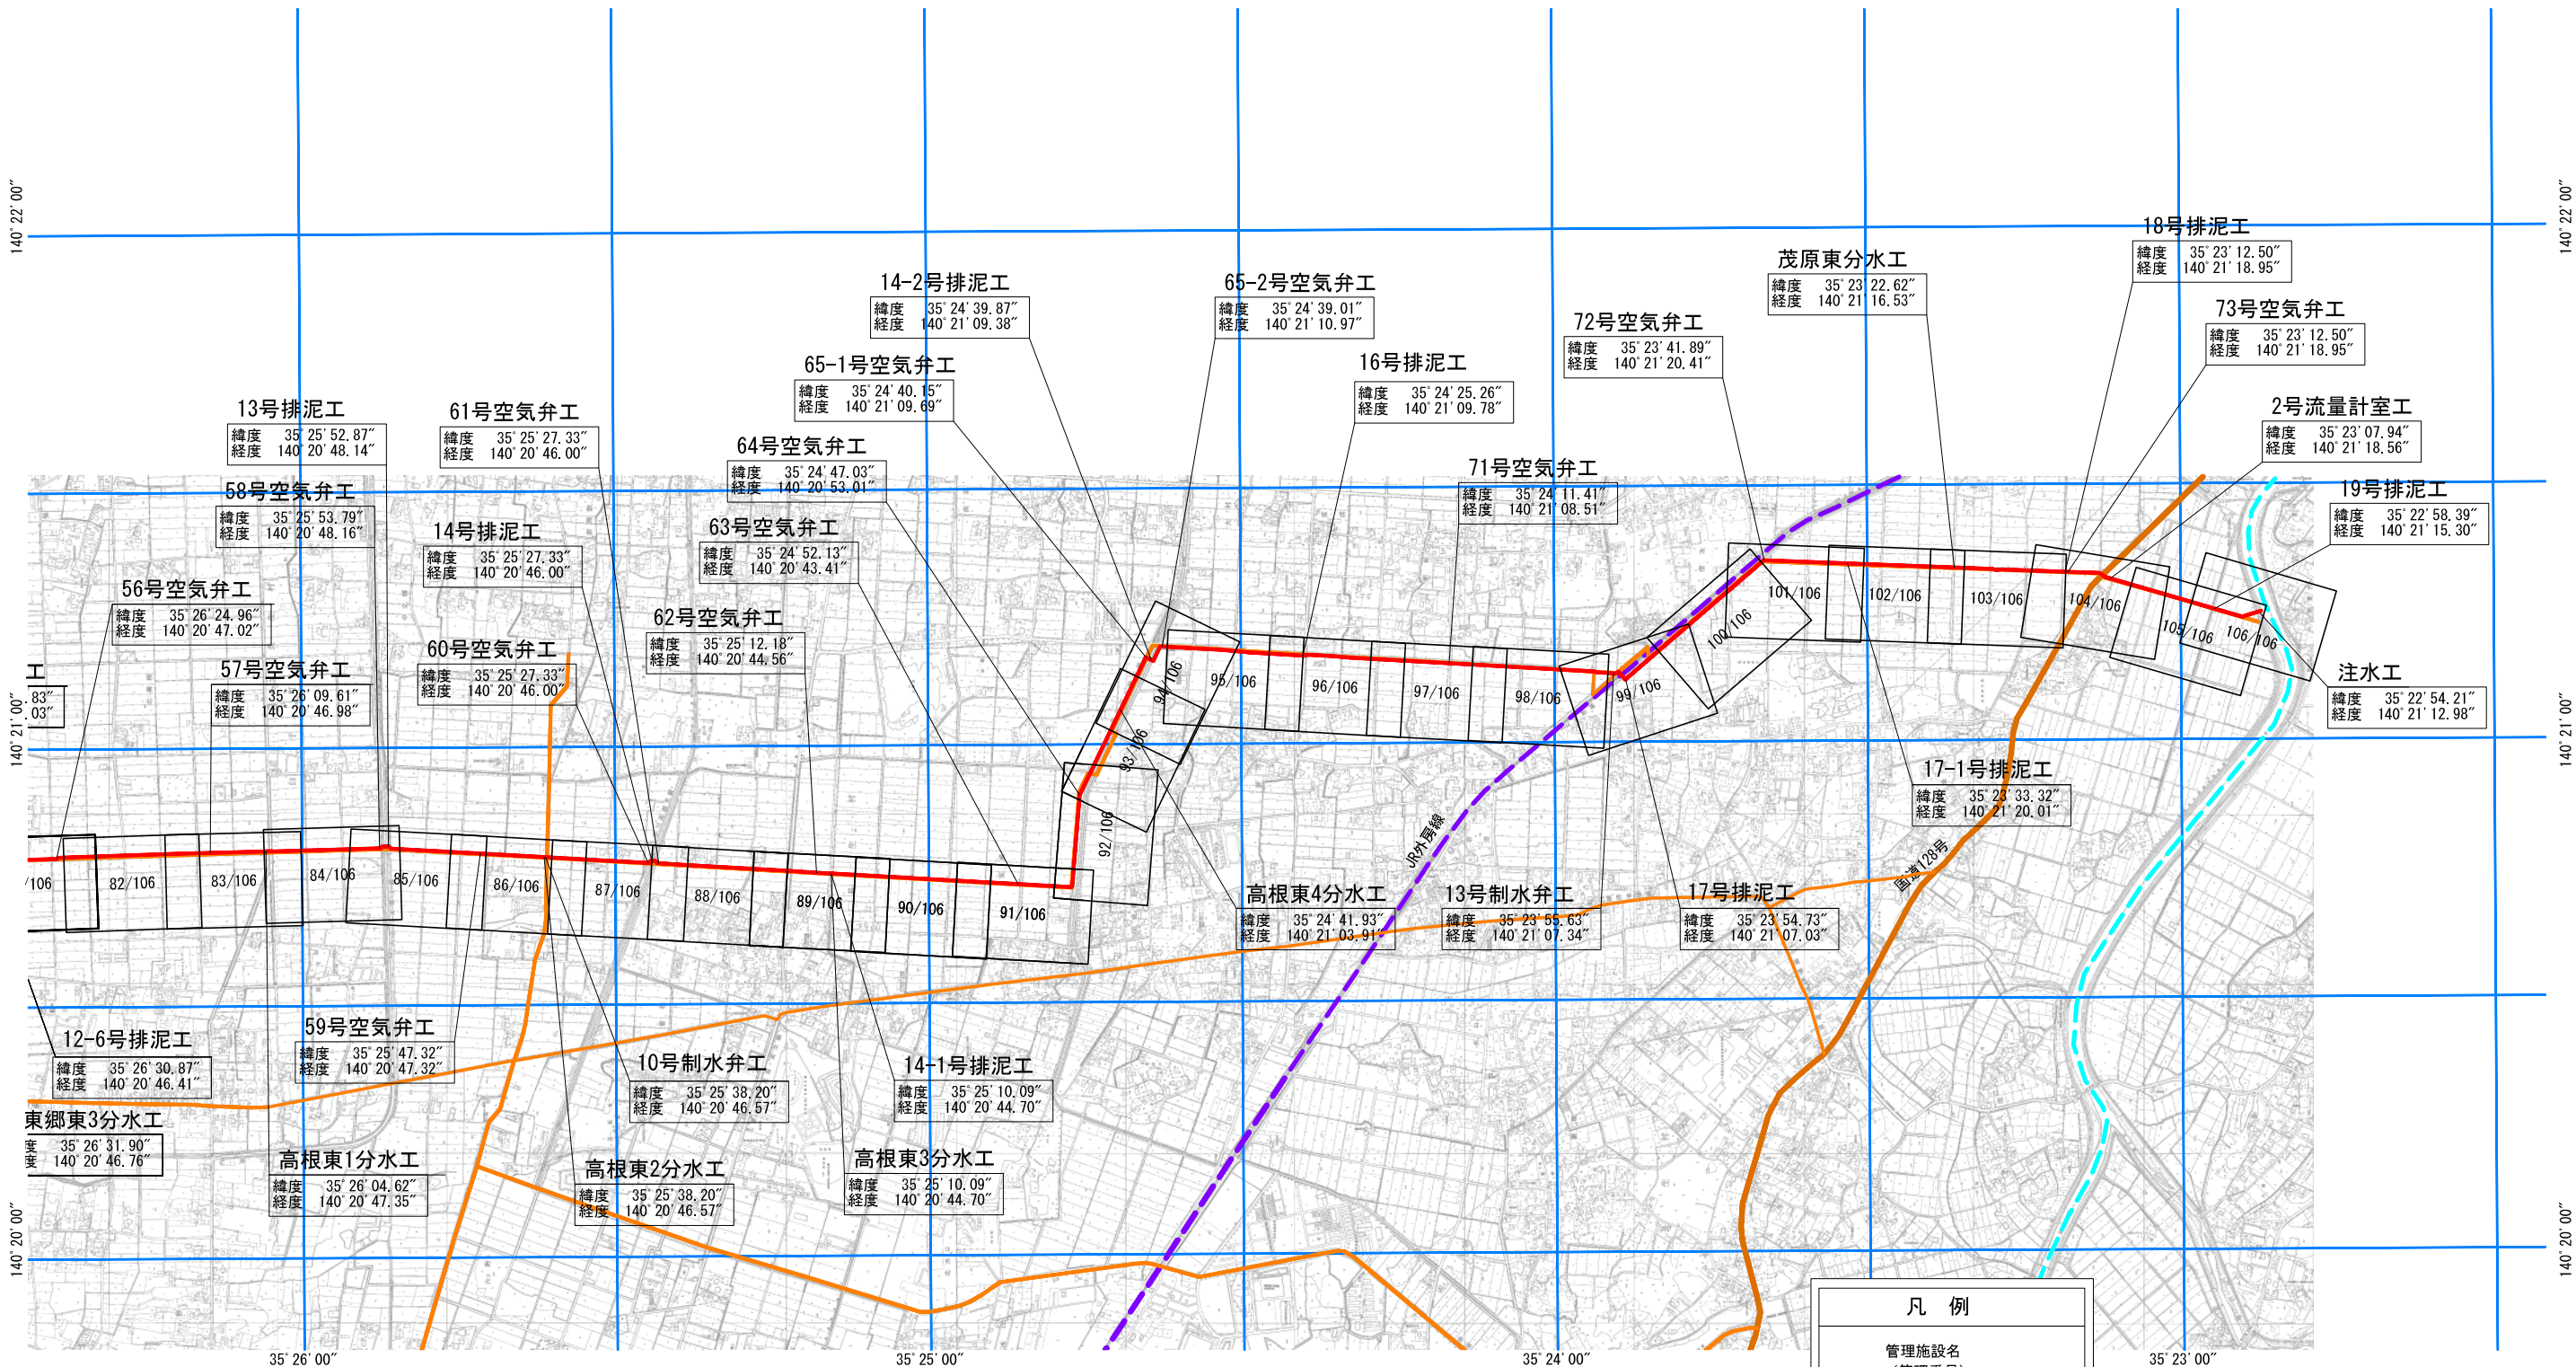 140°22′00″
140°22′00″
18号排泥工
緯度 35°23′12.50″
経度 140°21′18.95″
茂原東分水工
緯度 35°23′22.62″
経度 140°21′16.53″
14-2号排泥工
緯度 35°24′39.87″
経度 140°21′09.38″
65-2号空気弁工
緯度 35°24′39.01″
経度 140°21′10.97″
73号空気弁工
緯度 35°23′12.50″
経度 140°21′18.95″
72号空気弁工
緯度 35°23′41.89″
経度 140°21′20.41″
65-1号空気弁工
緯度 35°24′40.15″
経度 140°21′09.69″
16号排泥工
緯度 35°24′25.26″
経度 140°21′09.78″
13号排泥工
緯度 35°25′52.87″
経度 140°20′48.14″
61号空気弁工
緯度 35°25′27.33″
経度 140°20′46.00″
2号流量計室工
緯度 35°23′07.94″
経度 140°21′18.56″
64号空気弁工
緯度 35°24′47.03″
経度 140°20′53.01″
71号空気弁工
緯度 35°24′11.41″
経度 140°21′08.51″
58号空気弁工
緯度 35°25′53.79″
経度 140°20′48.16″
19号排泥工
緯度 35°22′58.39″
経度 140°21′15.30″
14号排泥工
緯度 35°25′27.33″
経度 140°20′46.00″
63号空気弁工
緯度 35°24′52.13″
経度 140°20′43.41″
56号空気弁工
緯度 35°26′24.96″
経度 140°20′47.02″
62号空気弁工
緯度 35°25′12.18″
経度 140°20′44.56″
60号空気弁工
緯度 35°25′27.33″
経度 140°20′46.00″
57号空気弁工
緯度 35°26′09.61″
経度 140°20′46.98″
工
.83″
.03″
注水工
緯度 35°22′54.21″
経度 140°21′12.98″
140°21′00″
140°21′00″
/106
82/106
83/106
84/106
85/106
86/106
87/106
88/106
89/106
90/106
91/106
92/106
93/106
94/106
95/106
96/106
97/106
98/106
99/106
100/106
101/106
102/106
103/106
104/106
105/106
106/106
17-1号排泥工
緯度 35°23′33.32″
経度 140°21′20.01″
JR外房線
国道128号
高根東4分水工
緯度 35°24′41.93″
経度 140°21′03.91″
13号制水弁工
緯度 35°23′55.63″
経度 140°21′07.34″
17号排泥工
緯度 35°23′54.73″
経度 140°21′07.03″
12-6号排泥工
緯度 35°26′30.87″
経度 140°20′46.41″
59号空気弁工
緯度 35°25′47.32″
経度 140°20′47.32″
10号制水弁工
緯度 35°25′38.20″
経度 140°20′46.57″
14-1号排泥工
緯度 35°25′10.09″
経度 140°20′44.70″
東郷東3分水工
度 35°26′31.90″
度 140°20′46.76″
高根東1分水工
緯度 35°26′04.62″
経度 140°20′47.35″
高根東2分水工
緯度 35°25′38.20″
経度 140°20′46.57″
高根東3分水工
緯度 35°25′10.09″
経度 140°20′44.70″
140°20′00″
140°20′00″
凡 例
管理施設名
(管理番号)
35°26′00″
35°25′00″
35°24′00″
35°23′00″